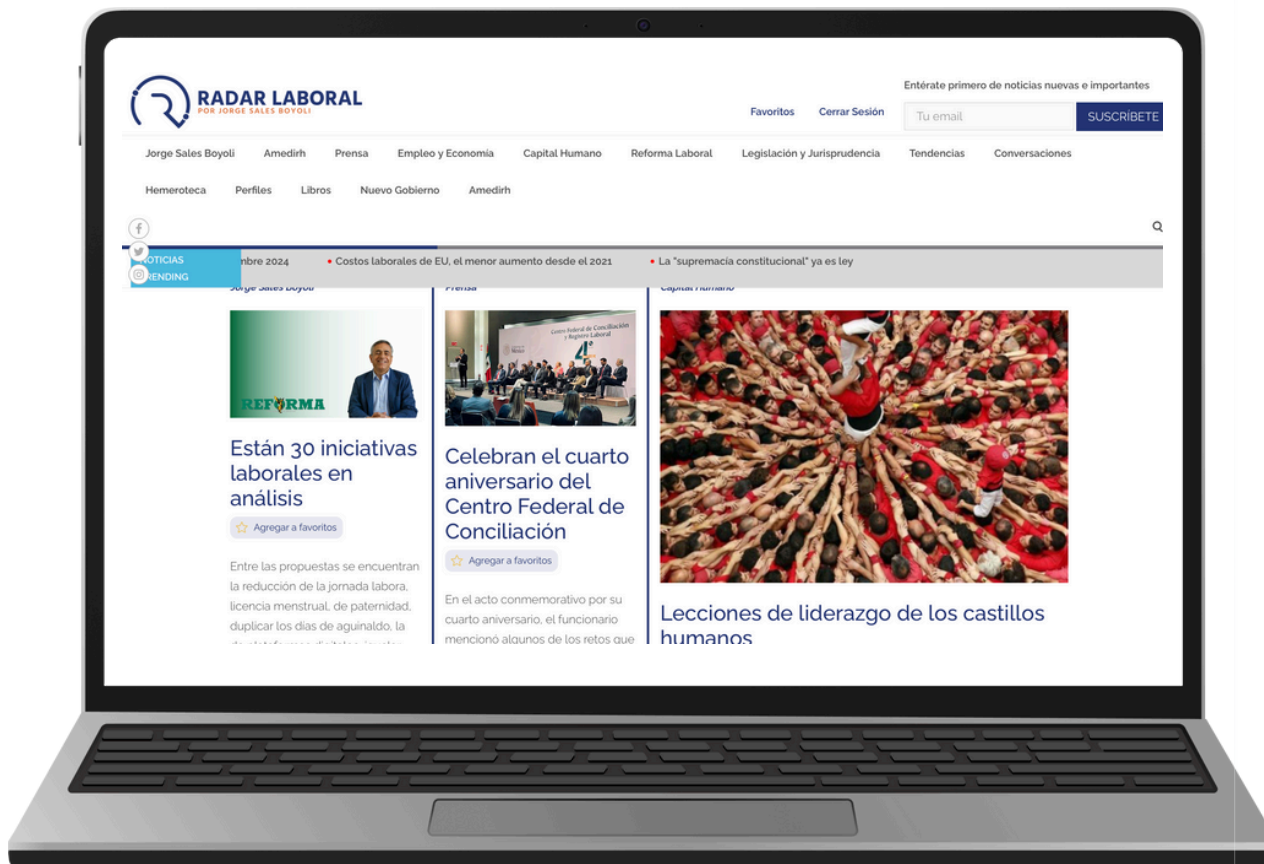 RADAR LABORAL
POR JORGE SALES BOYOLI
Entérate primero de noticias nuevas e importantes
Favoritos Cerrar Sesión Tu email SUSCRÍBETE
Jorge Sales Boyoli Amedirh Prensa Empleo y Economía Capital Humano Reforma Laboral Legislación y Jurisprudencia Tendencias Conversaciones
Hemeroteca Perfiles Libros Nuevo Gobierno Amedirh
NOTICIAS
TRENDING
mbre 2024 • Costos laborales de EU, el menor aumento desde el 2021 • La "supremacía constitucional" ya es ley
Jorge Sales Boyoli
REFORMA
Están 30 iniciativas
laborales en
análisis
Agregar a favoritos
Entre las propuestas se encuentran
la reducción de la jornada labora,
licencia menstrual, de paternidad,
duplicar los días de aguinaldo, la
Prensa
Centro Federal de Conciliación
y Registro Laboral
4º
Celebran el cuarto
aniversario del
Centro Federal de
Conciliación
Agregar a favoritos
En el acto conmemorativo por su
cuarto aniversario, el funcionario
mencionó algunos de los retos que
Capital Humano
Lecciones de liderazgo de los castillos
humanos